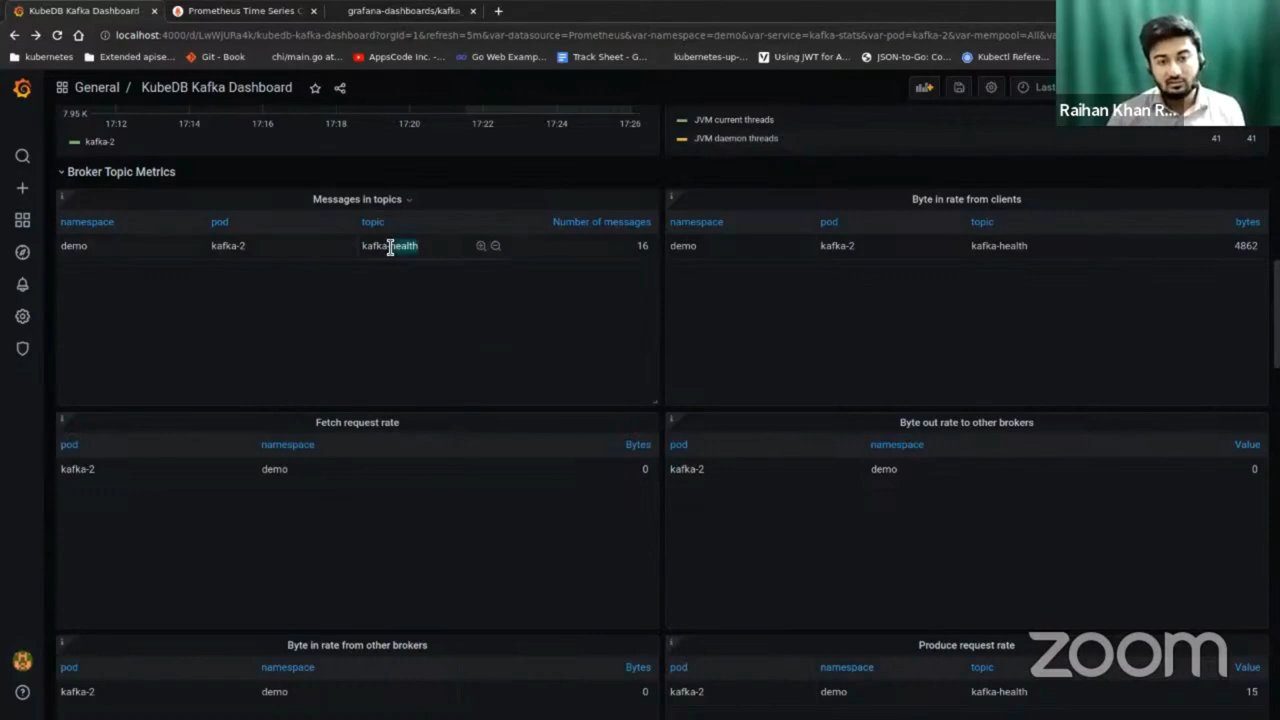 KubeDB Kafka Dashboard
Prometheus Time Series C
grafana-dashboards/kafka_
localhost:4000/d/LwWjURa4k/kubedb-kafka-dashboard?orgId=1&refresh=5m&var-datasource=Prometheus&var-namespace=demo&var-service=kafka-stats&var-pod=kafka-2&var-mempool=All&va
kubernetes
Extended apise...
Git - Book
chi/main.go at...
AppsCode Inc. -...
Go Web Examp...
Track Sheet - G...
kubernetes-up-...
Using JWT for A...
JSON-to-Go: Co...
Kubectl Refere...
General / KubeDB Kafka Dashboard
Last
Raihan Khan R...
7.95 K
17:12 17:14 17:16 17:18 17:20 17:22 17:24 17:26
kafka-2
JVM current threads
JVM daemon threads 41 41
Broker Topic Metrics
Messages in topics
namespace pod topic Number of messages
demo kafka-2 kafka-health 16
Byte in rate from clients
namespace pod topic bytes
demo kafka-2 kafka-health 4862
Fetch request rate
pod namespace Bytes
kafka-2 demo 0
Byte out rate to other brokers
pod namespace Value
kafka-2 demo 0
Byte in rate from other brokers
pod namespace Bytes
kafka-2 demo 0
Produce request rate
pod namespace topic Value
kafka-2 demo kafka-health 15
zoom